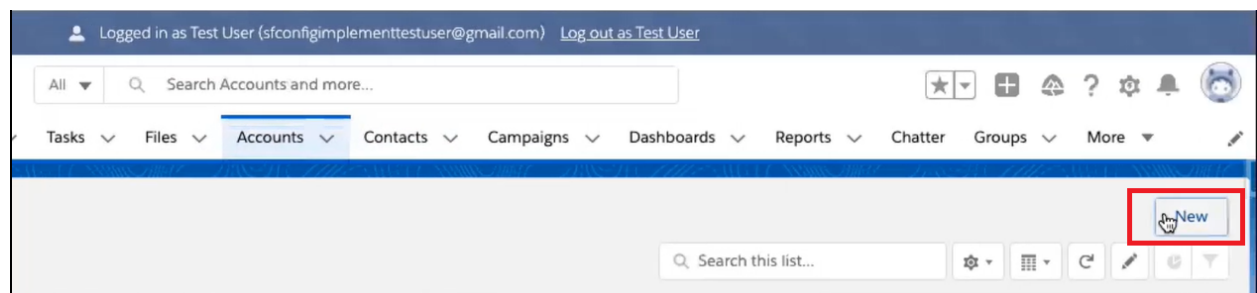 Logged in as Test User (sfconfigimplementtestuser@gmail.com) Log out as Test User
All Search Accounts and more...
Tasks Files Accounts Contacts Campaigns Dashboards Reports Chatter Groups More
New
Search this list...